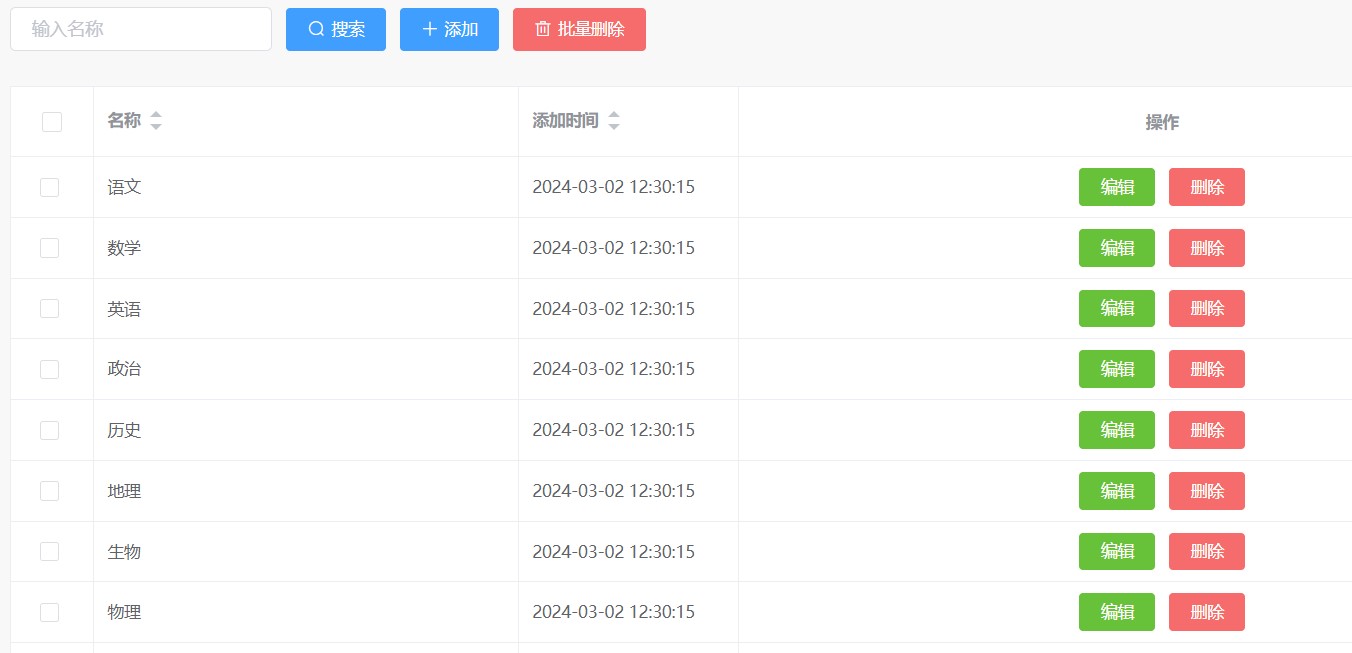 输入名称 搜索 添加 批量删除
名称 添加时间 操作
语文 2024-03-02 12:30:15 编辑 删除
数学 2024-03-02 12:30:15 编辑 删除
英语 2024-03-02 12:30:15 编辑 删除
政治 2024-03-02 12:30:15 编辑 删除
历史 2024-03-02 12:30:15 编辑 删除
地理 2024-03-02 12:30:15 编辑 删除
生物 2024-03-02 12:30:15 编辑 删除
物理 2024-03-02 12:30:15 编辑 删除